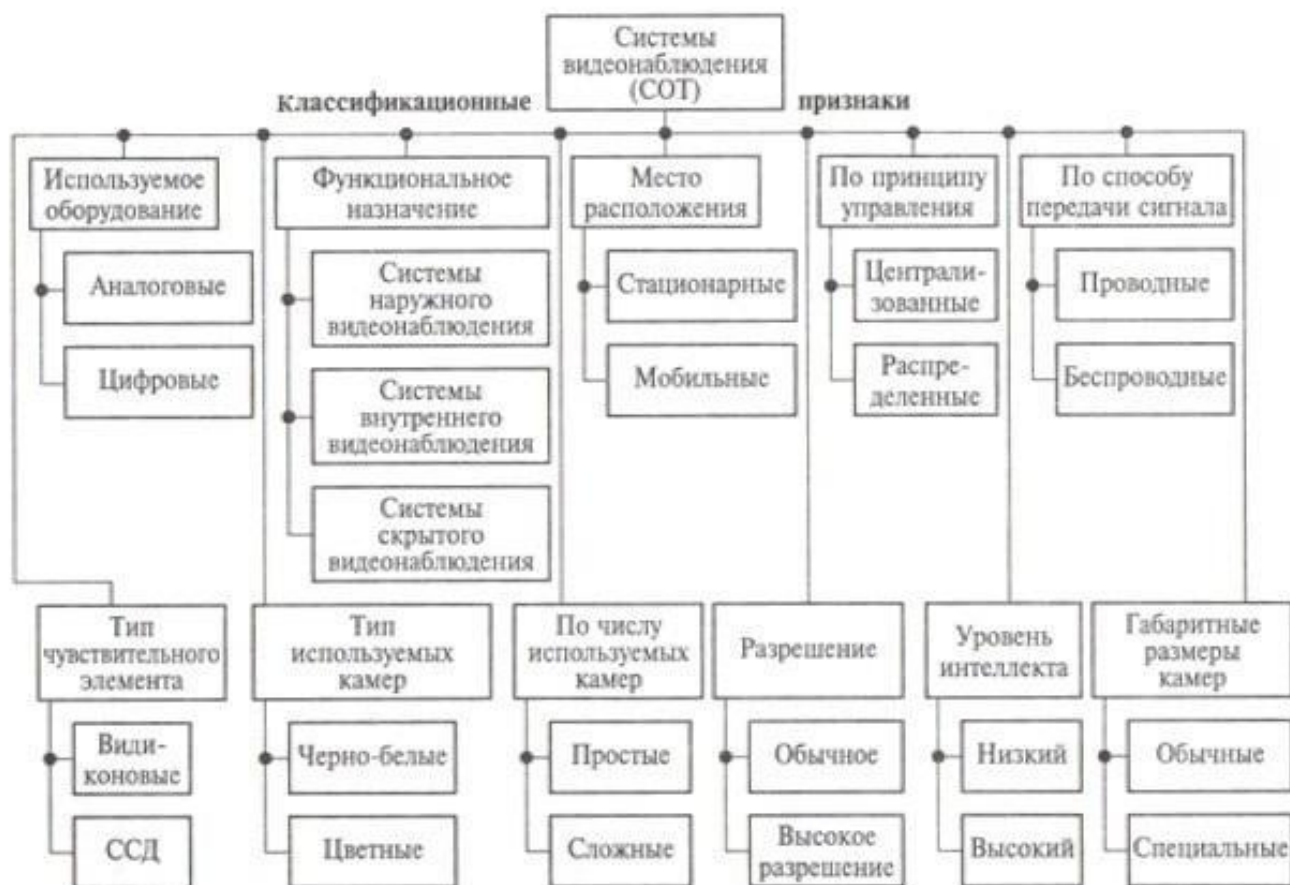 Системы
видеонаблюдения
(СОТ)
Классификационные признаки
Используемое
оборудование
Аналоговые
Цифровые
Функциональное
назначение
Системы
наружного
видеонаблюдения
Системы
внутреннего
видеонаблюдения
Системы
скрытого
видеонаблюдения
Место
расположения
Стационарные
Мобильные
По принципу
управления
Централи-
зованные
Распре-
деленные
По способу
передачи сигнала
Проводные
Беспроводные
Тип
чувствительного
элемента
Види-
коновые
ССД
Тип
используемых
камер
Черно-белые
Цветные
По числу
используемых
камер
Простые
Сложные
Разрешение
Обычное
Высокое
разрешение
Уровень
интеллекта
Низкий
Высокий
Габаритные
размеры
камер
Обычные
Специальные